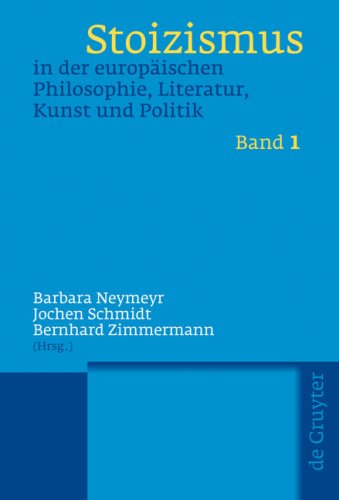 Stoizismus
in der europäischen
Philosophie, Literatur,
Kunst und Politik
Band 1
Barbara Neymeyr
Jochen Schmidt
Bernhard Zimmermann
(Hrsg.)
de Gruyter